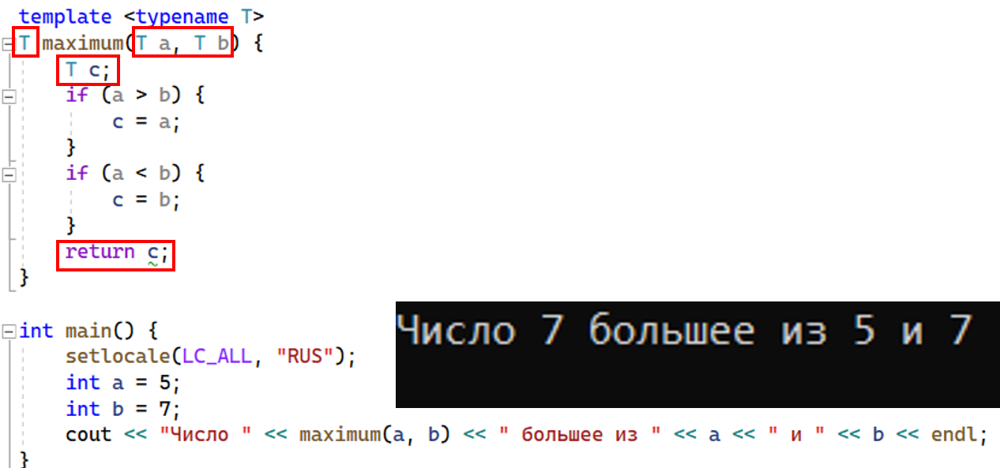 template <typename T>
T maximum(T a, T b) {
    T c;
    if (a > b) {
        c = a;
    }
    if (a < b) {
        c = b;
    }
    return c;
}
int main() {
    setlocale(LC_ALL, "RUS");
    int a = 5;
    int b = 7;
    cout << "Число " << maximum(a, b) << " большее из " << a << " и " << b << endl;
}
Число 7 большее из 5 и 7